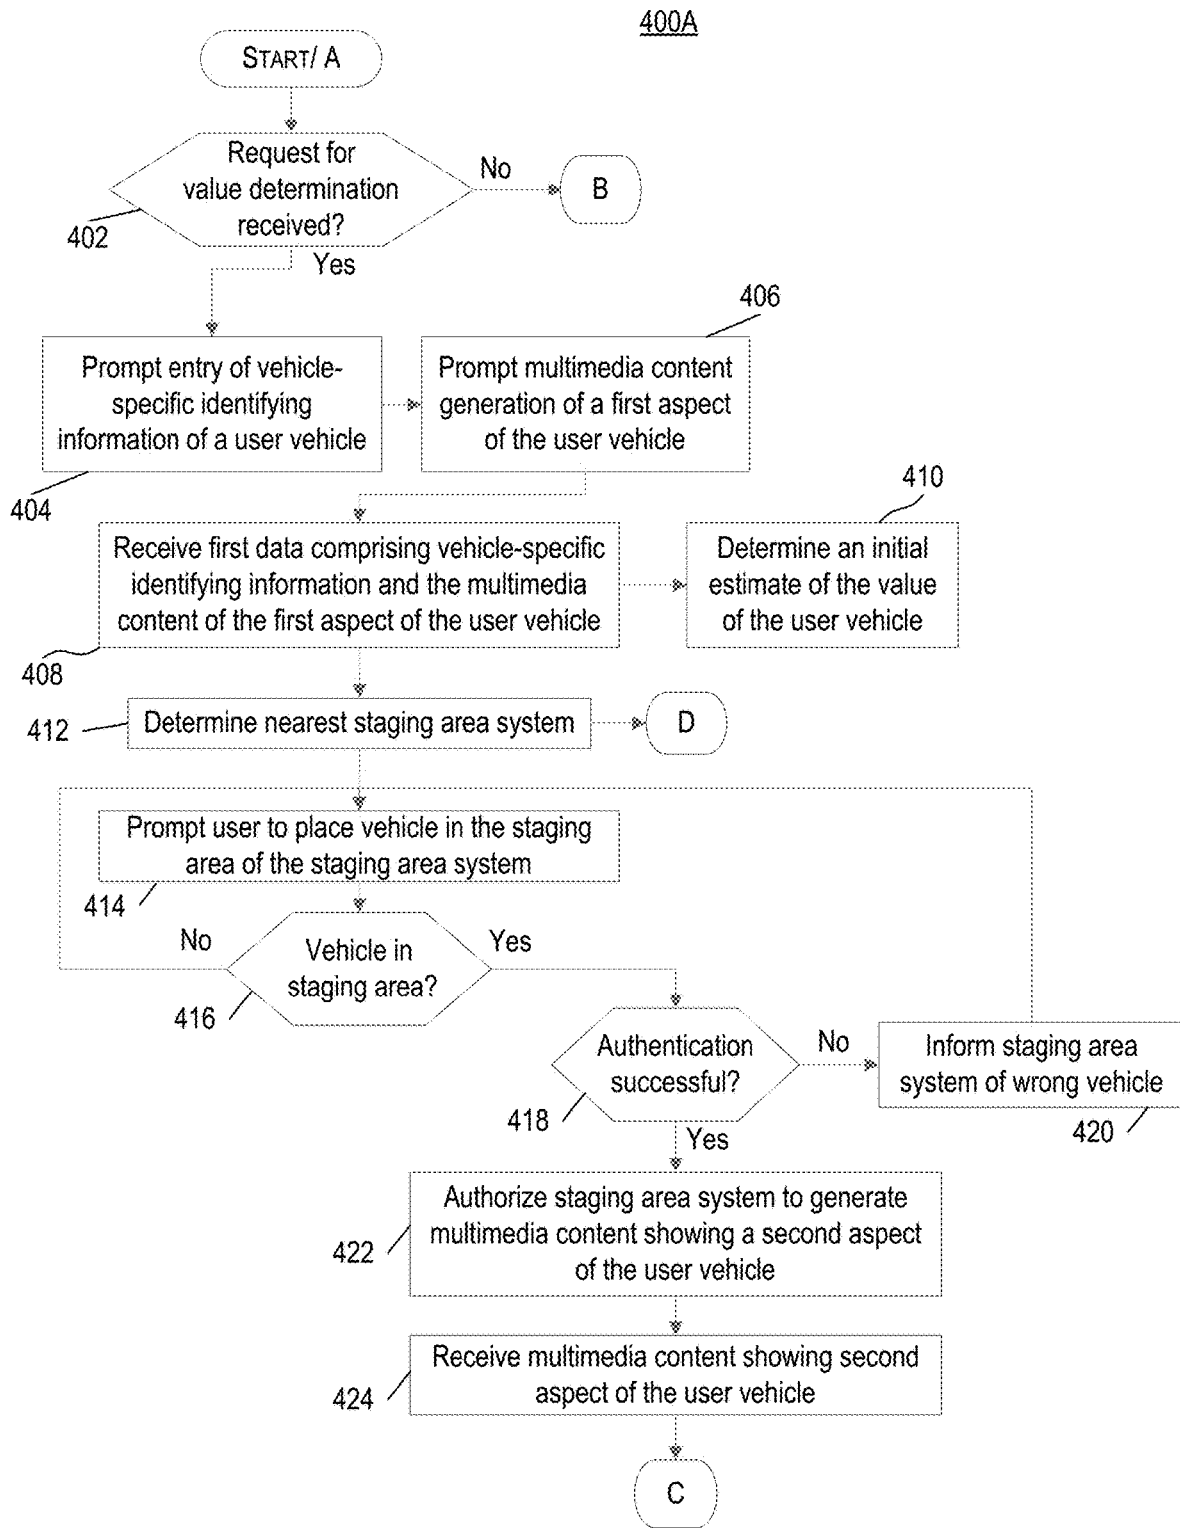 400A
START/ A
Request for
value determination
received?
No
B
402
Yes
406
Prompt entry of vehicle-
specific identifying
information of a user vehicle
Prompt multimedia content
generation of a first aspect
of the user vehicle
404
410
Receive first data comprising vehicle-specific
identifying information and the multimedia
content of the first aspect of the user vehicle
Determine an initial
estimate of the value
of the user vehicle
408
412
Determine nearest staging area system
D
Prompt user to place vehicle in the staging
area of the staging area system
414
No
Vehicle in
staging area?
Yes
416
Authentication
successful?
No
Inform staging area
system of wrong vehicle
418
420
Yes
Authorize staging area system to generate
multimedia content showing a second aspect
of the user vehicle
422
Receive multimedia content showing second
aspect of the user vehicle
424
C